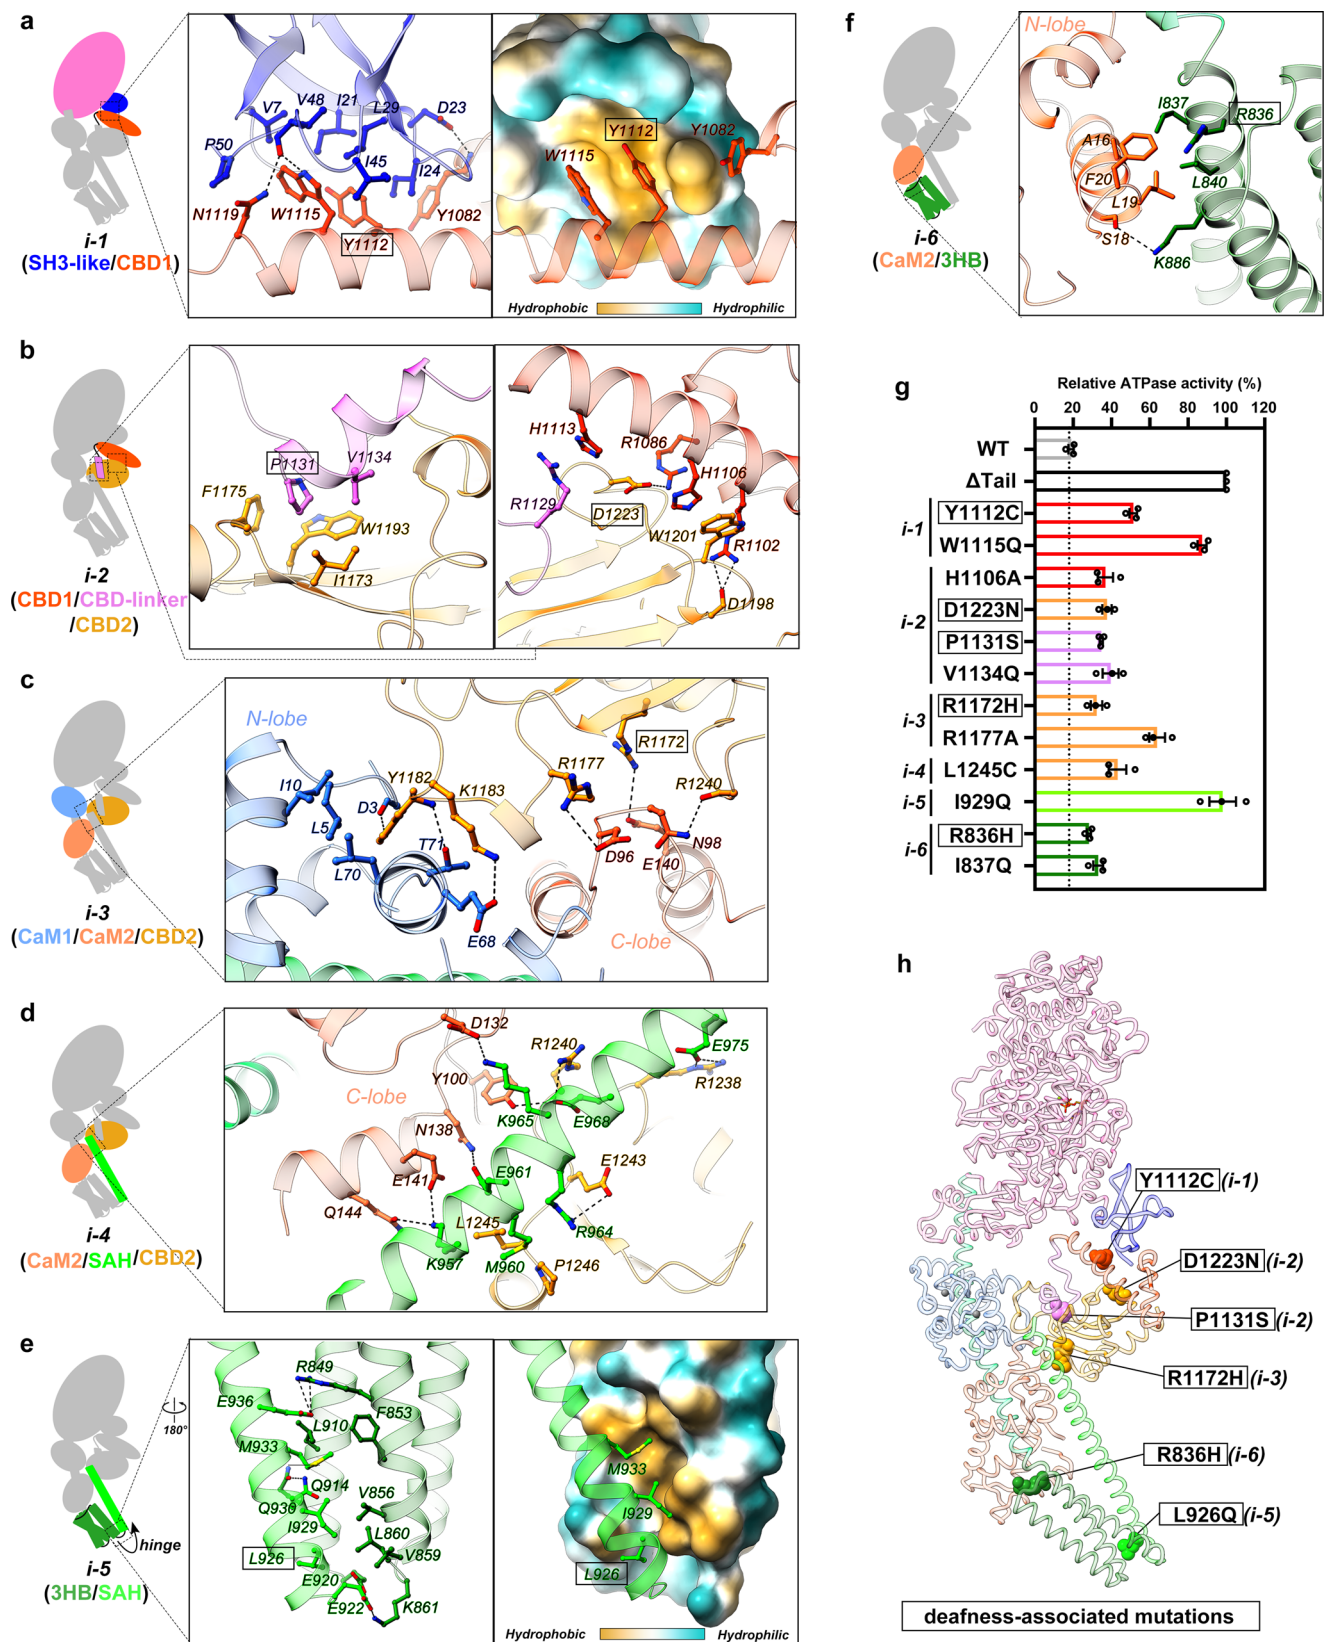 a
V7
V48
I21
L29
D23
P50
I45
I24
N1119
W1115
Y1112
Y1082
i-1
(SH3-like/CBD1)
Y1112
Y1082
W1115
Hydrophobic
Hydrophilic
b
P1131
V1134
F1175
W1193
I1173
i-2
(CBD1/CBD-linker
/CBD2)
H1113
R1086
H1106
R1129
D1223
W1201
R1102
D1198
c
N-lobe
I10
Y1182
K1183
D3
L5
T71
L70
E68
R1177
R1172
R1240
D96
N98
E140
C-lobe
i-3
(CaM1/CaM2/CBD2)
d
D132
R1240
E975
Y100
R1238
C-lobe
K965
E968
N138
E961
E141
E1243
Q144
L1245
R964
K957
M960
P1246
i-4
(CaM2/SAH/CBD2)
e
180°
R849
E936
F853
L910
M933
Q914
Q930
V856
I929
L860
L926
V859
E920
E922
K861
hinge
i-5
(3HB/SAH)
M933
I929
L926
Hydrophobic
Hydrophilic
f
N-lobe
I837
R836
A16
F20
L840
L19
S18
K886
i-6
(CaM2/3HB)
g
Relative ATPase activity (%)
0 20 40 60 80 100 120
WT
ΔTail
i-1
Y1112C
W1115Q
i-2
H1106A
D1223N
P1131S
V1134Q
i-3
R1172H
R1177A
i-4
L1245C
i-5
I929Q
i-6
R836H
I837Q
h
Y1112C (i-1)
D1223N (i-2)
P1131S (i-2)
R1172H (i-3)
R836H (i-6)
L926Q (i-5)
deafness-associated mutations